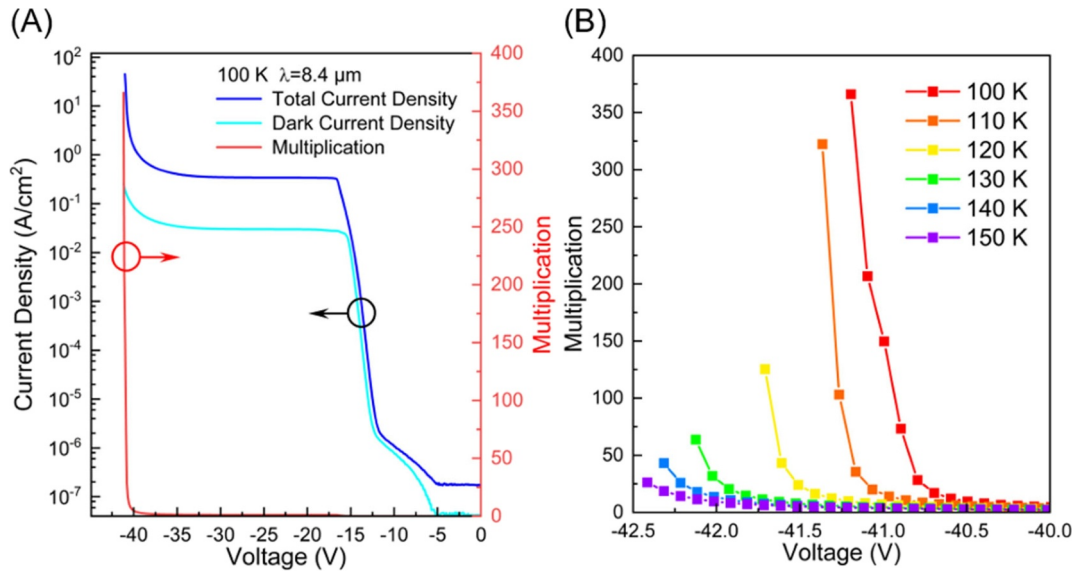 (A)
100 K λ=8.4 μm
Total Current Density
Dark Current Density
Multiplication
Current Density (A/cm²)
10²
10¹
10⁰
10⁻¹
10⁻²
10⁻³
10⁻⁴
10⁻⁵
10⁻⁶
10⁻⁷
400
350
300
250
200
150
100
50
0
Multiplication
-40 -35 -30 -25 -20 -15 -10 -5 0
Voltage (V)
(B)
Multiplication
400
350
300
250
200
150
100
50
0
100 K
110 K
120 K
130 K
140 K
150 K
-42.5 -42.0 -41.5 -41.0 -40.5 -40.0
Voltage (V)